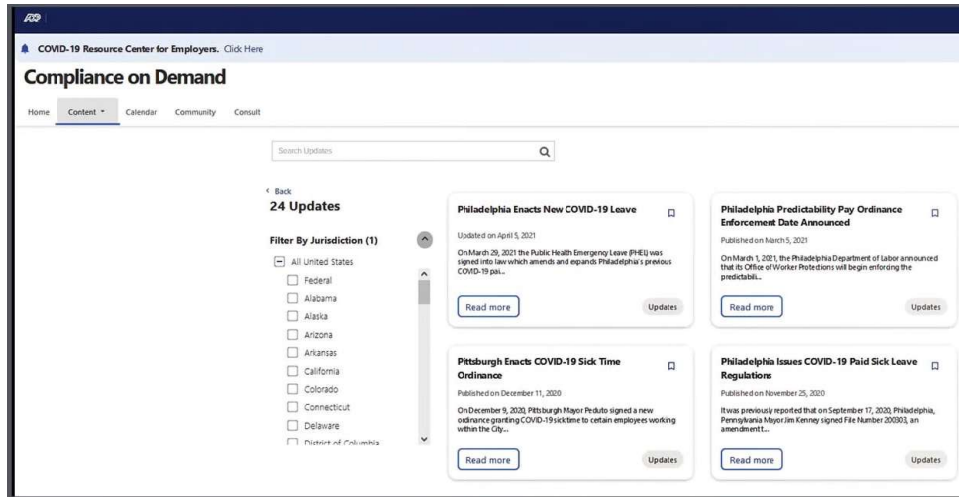 ADP
COVID-19 Resource Center for Employers. Click Here
Compliance on Demand
Home Content Calendar Community Consult
Search Updates
Back
24 Updates
Filter By Jurisdiction (1)
All United States
Federal
Alabama
Alaska
Arizona
Arkansas
California
Colorado
Connecticut
Delaware
District of Columbia
Philadelphia Enacts New COVID-19 Leave
Updated on April 5, 2021
On March 29, 2021 the Public Health Emergency Leave (PHEL) was
signed into law which amends and expands Philadelphia's previous
COVID-19 pai...
Read more Updates
Philadelphia Predictability Pay Ordinance
Enforcement Date Announced
Published on March 5, 2021
On March 1, 2021, the Philadelphia Department of Labor announced
that its Office of Worker Protections will begin enforcing the
predictabili...
Read more Updates
Pittsburgh Enacts COVID-19 Sick Time
Ordinance
Published on December 11, 2020
On December 9, 2020, Pittsburgh Mayor Peduto signed a new
ordinance granting COVID-19 sick time to certain employees working
within the City...
Read more Updates
Philadelphia Issues COVID-19 Paid Sick Leave
Regulations
Published on November 25, 2020
It was previously reported that on September 17, 2020, Philadelphia,
Pennsylvania Mayor Jim Kenney signed File Number 200303, an
amendment t...
Read more Updates